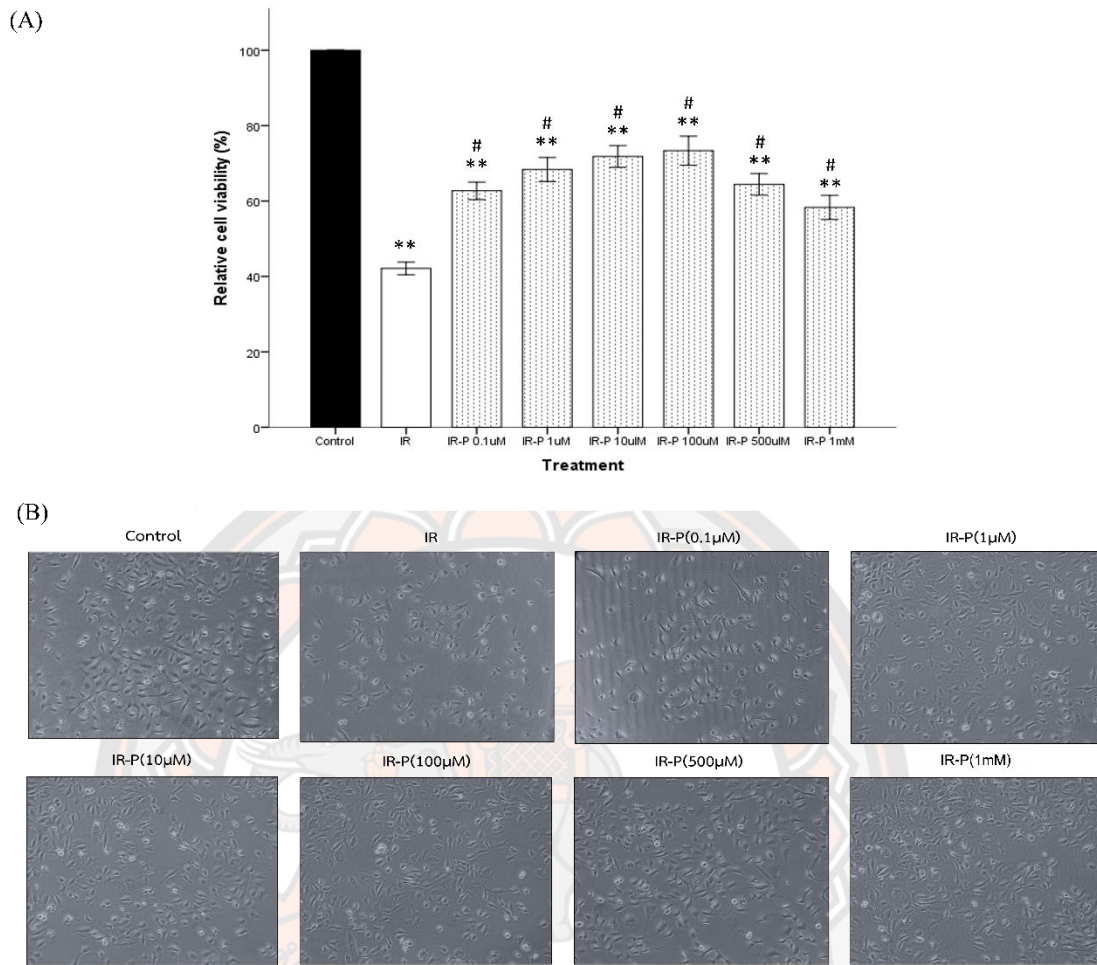 (A)
Relative cell viability (%)
100
80
60
40
20
0
**
#
**
#
**
#
**
#
**
#
**
#
**
Control IR IR-P 0.1uM IR-P 1uM IR-P 10ulM IR-P 100uM IR-P 500ulM IR-P 1mM
Treatment
(B)
Control IR IR-P(0.1μM) IR-P(1μM)
IR-P(10μM) IR-P(100μM) IR-P(500μM) IR-P(1mM)